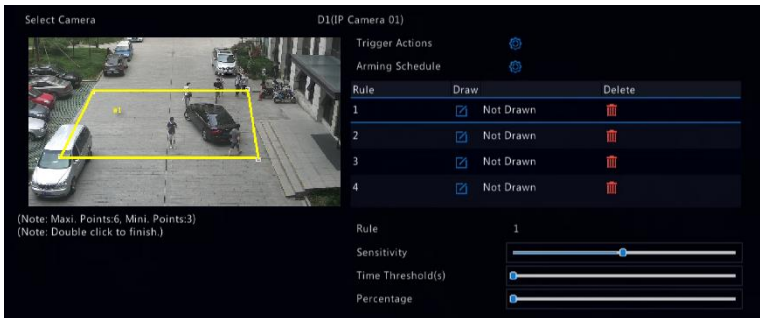 Select Camera D1(IP Camera 01)
Trigger Actions
Arming Schedule
Rule Draw Delete
1 Not Drawn
2 Not Drawn
3 Not Drawn
4 Not Drawn
#1
(Note: Maxi. Points:6, Mini. Points:3)
(Note: Double click to finish.)
Rule 1
Sensitivity
Time Threshold(s)
Percentage